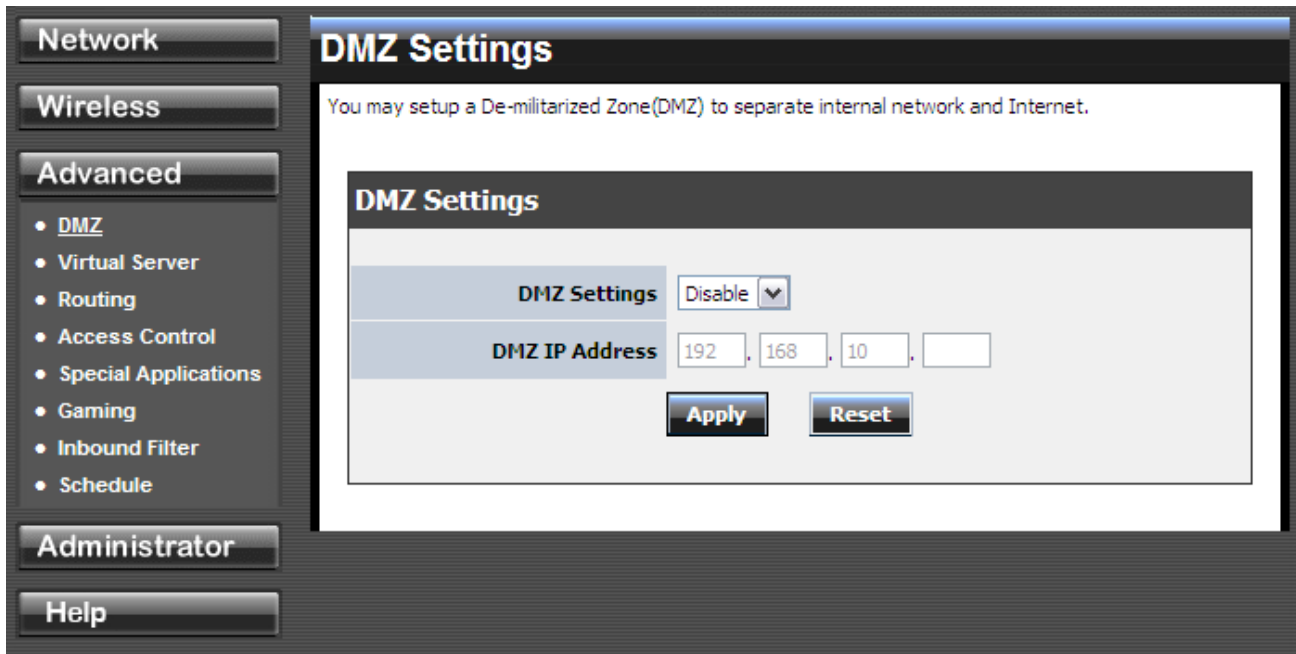 Network
Wireless
Advanced
DMZ
Virtual Server
Routing
Access Control
Special Applications
Gaming
Inbound Filter
Schedule
Administrator
Help
DMZ Settings
You may setup a De-militarized Zone(DMZ) to separate internal network and Internet.
DMZ Settings
DMZ Settings Disable
DMZ IP Address 192 . 168 . 10 .
Apply Reset